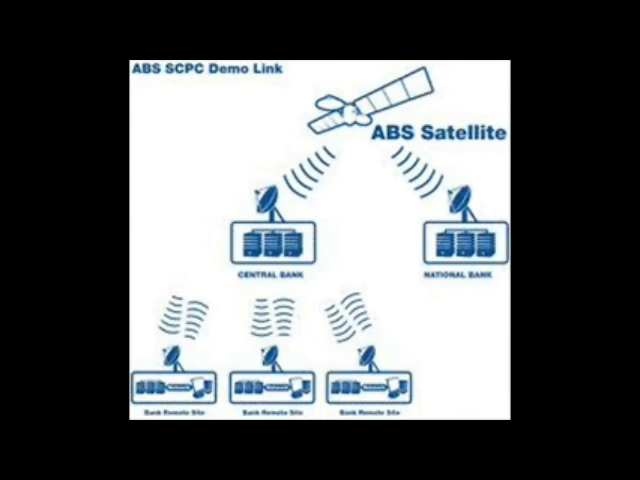 ABS SCPC Demo Link
ABS Satellite
CENTRAL BANK
NATIONAL BANK
Bank Remote Site
Bank Remote Site
Bank Remote Site